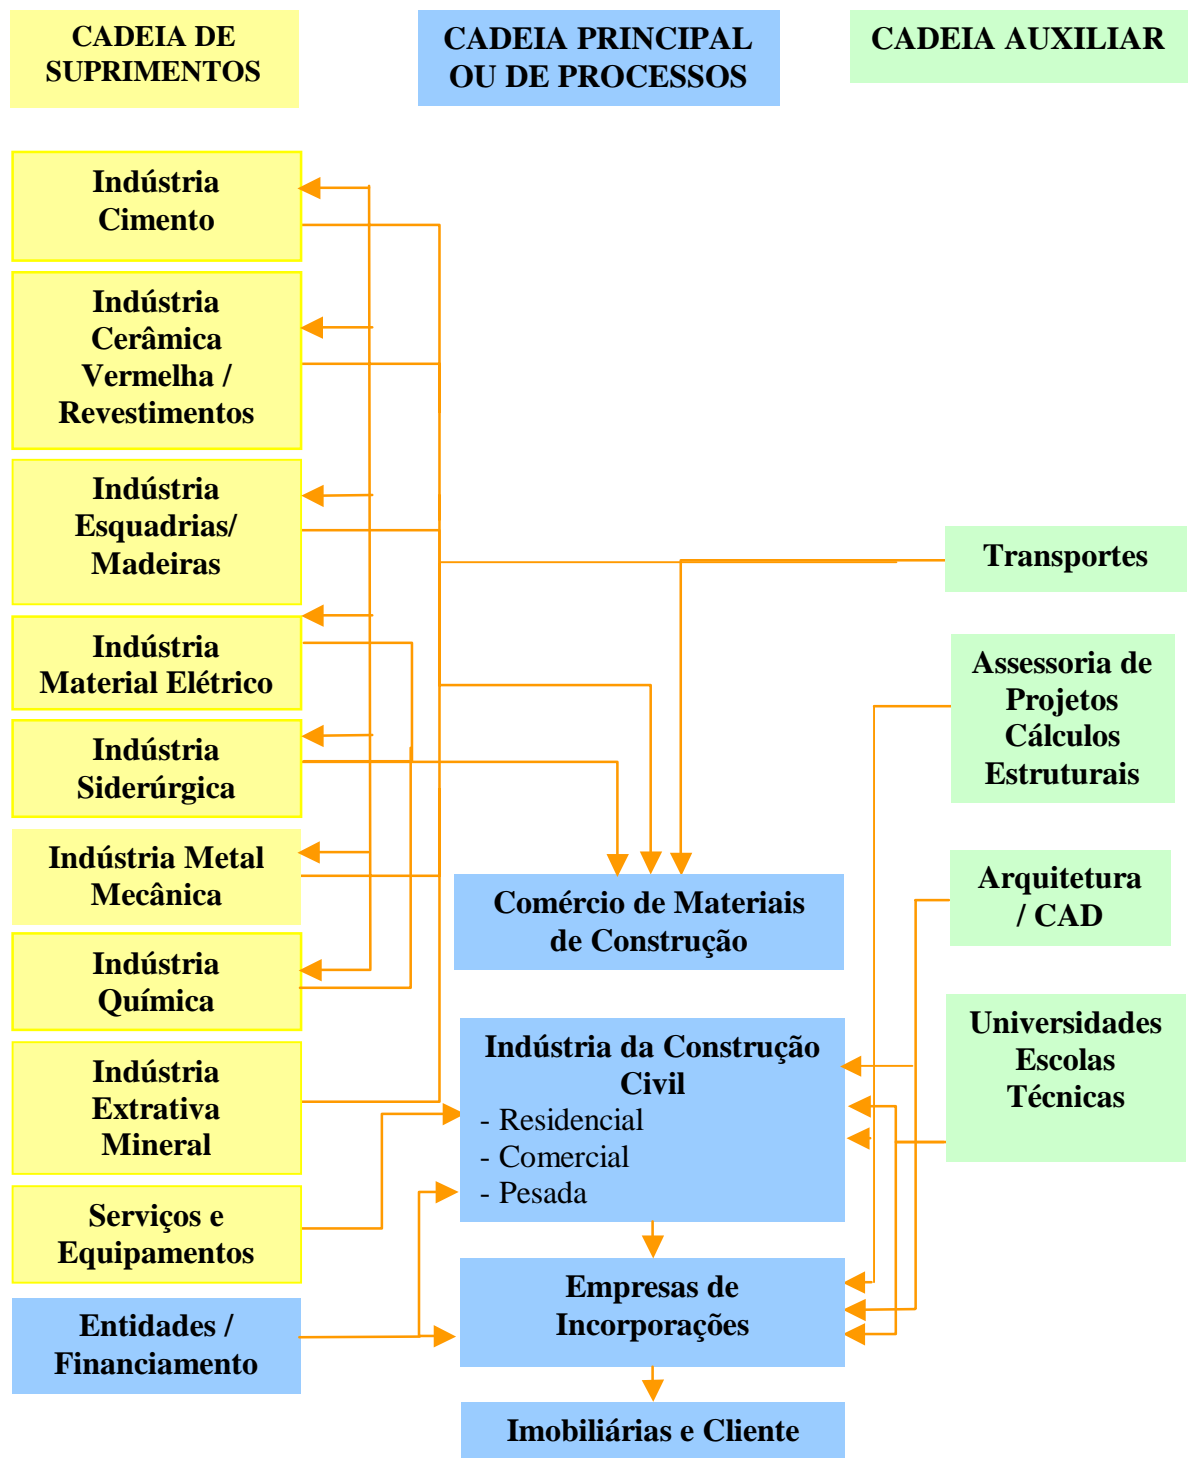 CADEIA DE
SUPRIMENTOS
CADEIA PRINCIPAL
OU DE PROCESSOS
CADEIA AUXILIAR
Indústria
Cimento
Indústria
Cerâmica
Vermelha /
Revestimentos
Indústria
Esquadrias/
Madeiras
Indústria
Material Elétrico
Indústria
Siderúrgica
Indústria Metal
Mecânica
Indústria
Química
Indústria
Extrativa
Mineral
Serviços e
Equipamentos
Entidades /
Financiamento
Comércio de Materiais
de Construção
Indústria da Construção
Civil
- Residencial
- Comercial
- Pesada
Empresas de
Incorporações
Imobiliárias e Cliente
Transportes
Assessoria de
Projetos
Cálculos
Estruturais
Arquitetura
/ CAD
Universidades
Escolas
Técnicas